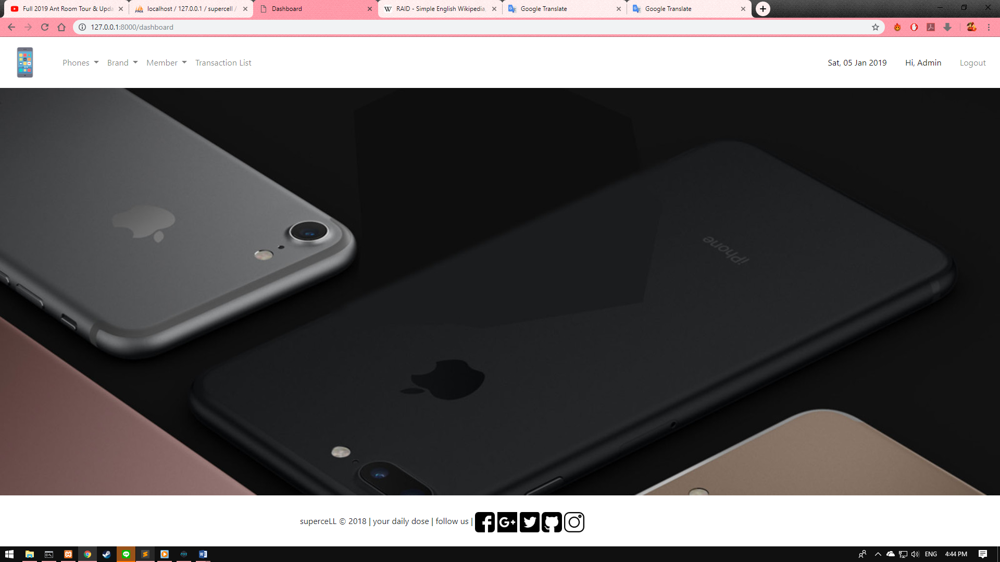 Full 2019 Ant Room Tour & Upda
localhost / 127.0.0.1 / supercell /
Dashboard
RAID - Simple English Wikipedia,
Google Translate
Google Translate
127.0.0.1:8000/dashboard
Phones Brand Member Transaction List
Sat, 05 Jan 2019 Hi, Admin Logout
iPhone
superceLL © 2018 | your daily dose | follow us |
ENG 4:44 PM